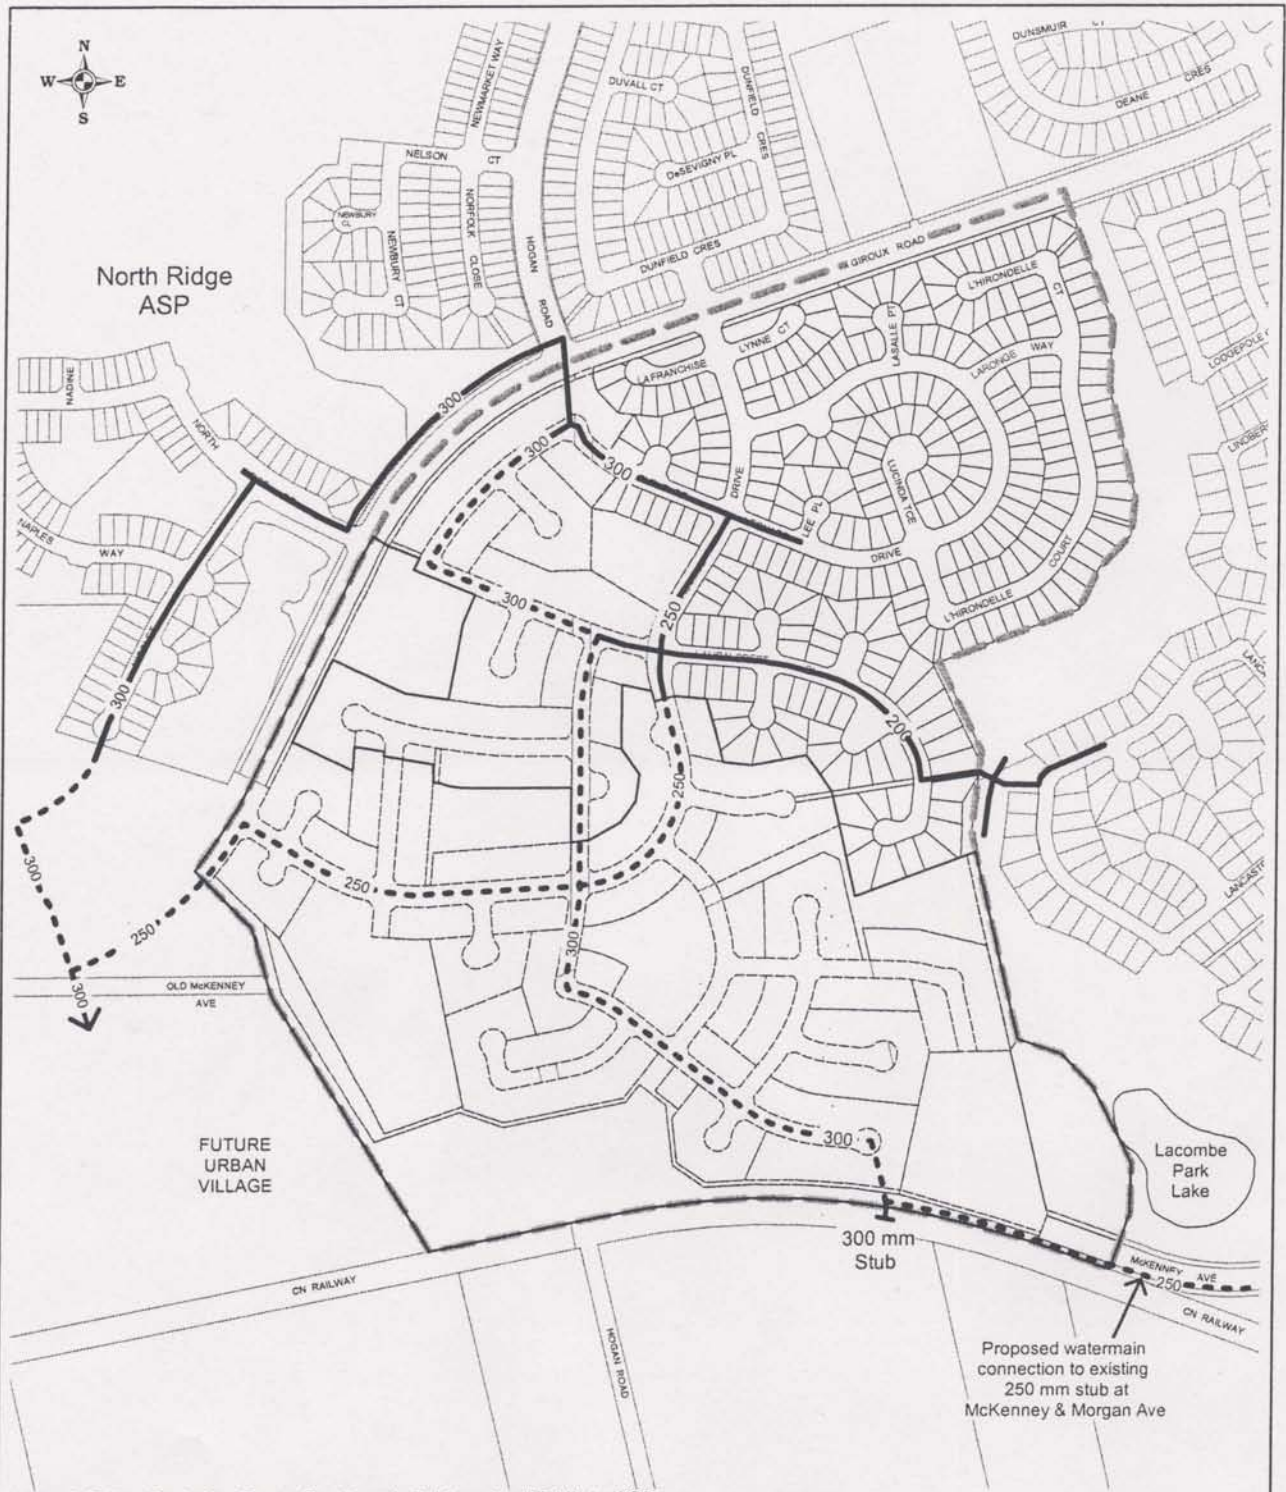 N
W E
S
North Ridge
ASP
NEWMARKET WAY
NELSON CT
NEWBURY
CL
NEWBURY CT
NORFOLK CLOSE
HOGAN ROAD
DUVALL CT
DUNFIELD CRES
DeSEVIGNY PL
DUNFIELD CRES
DUNSMUIR CT
DEANE CRES
GIROUX ROAD
L'HIRONDELLE CT
LASALLE PT
LYNNE CT
LAFRANCHISE
LARONGE WAY
LODGEPOLE
NADINE
NORTH
300
300
300
DRIVE
LUCINDA TCE
LEE PL
DRIVE
COURT
L'HIRONDELLE
NAPLES WAY
300
250
300
200
250
300
250
250
300
300
OLD McKENNEY
AVE
300
FUTURE
URBAN
VILLAGE
300
Lacombe
Park
Lake
300 mm
Stub
McKENNEY AVE
250
CN RAILWAY
CN RAILWAY
HOGAN ROAD
Proposed watermain
connection to existing
250 mm stub at
McKenney & Morgan Ave